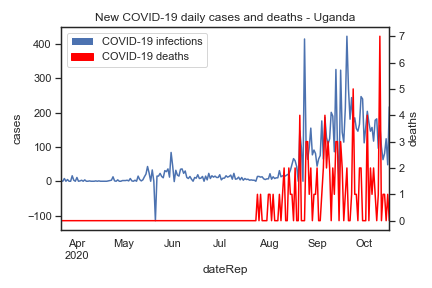 New COVID-19 daily cases and deaths - Uganda
COVID-19 infections
COVID-19 deaths
400
300
200
100
0
−100
cases
7
6
5
4
3
2
1
0
deaths
Apr May Jun Jul Aug Sep Oct
2020
dateRep